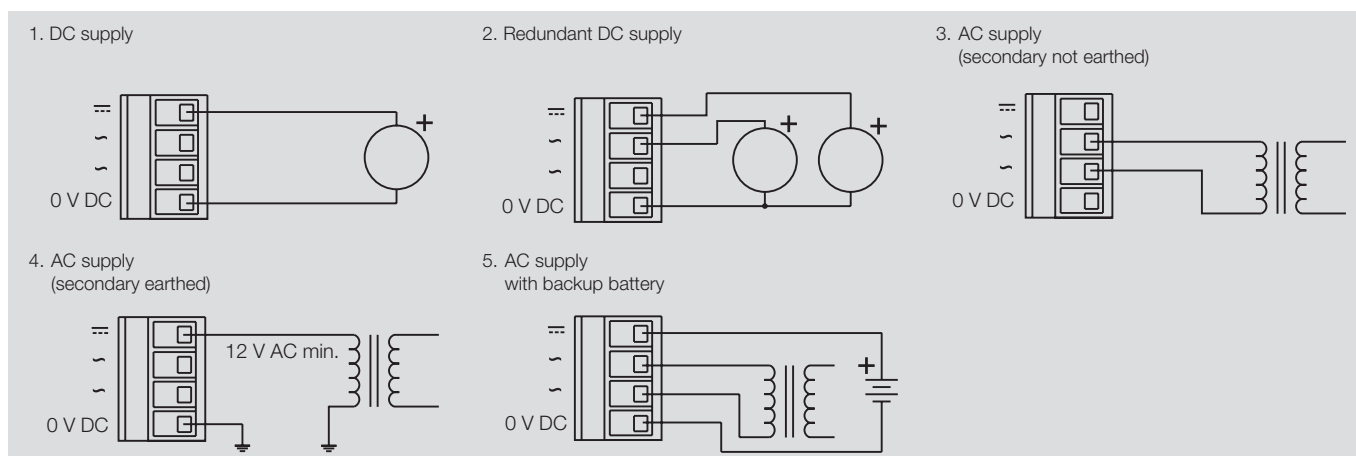 1. DC supply
2. Redundant DC supply
3. AC supply
(secondary not earthed)
⎓
~
~
0 V DC
+
⎓
~
~
0 V DC
+
+
⎓
~
~
0 V DC
4. AC supply
(secondary earthed)
5. AC supply
with backup battery
⎓
~
~
0 V DC
12 V AC min.
⎓
~
~
0 V DC
+